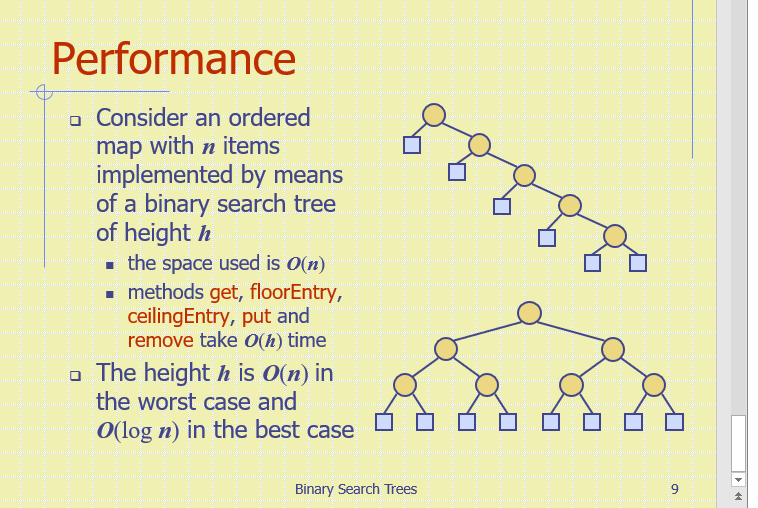 Performance
Consider an ordered
map with n items
implemented by means
of a binary search tree
of height h
the space used is O(n)
methods get, floorEntry,
ceilingEntry, put and
remove take O(h) time
The height h is O(n) in
the worst case and
O(log n) in the best case
Binary Search Trees
9